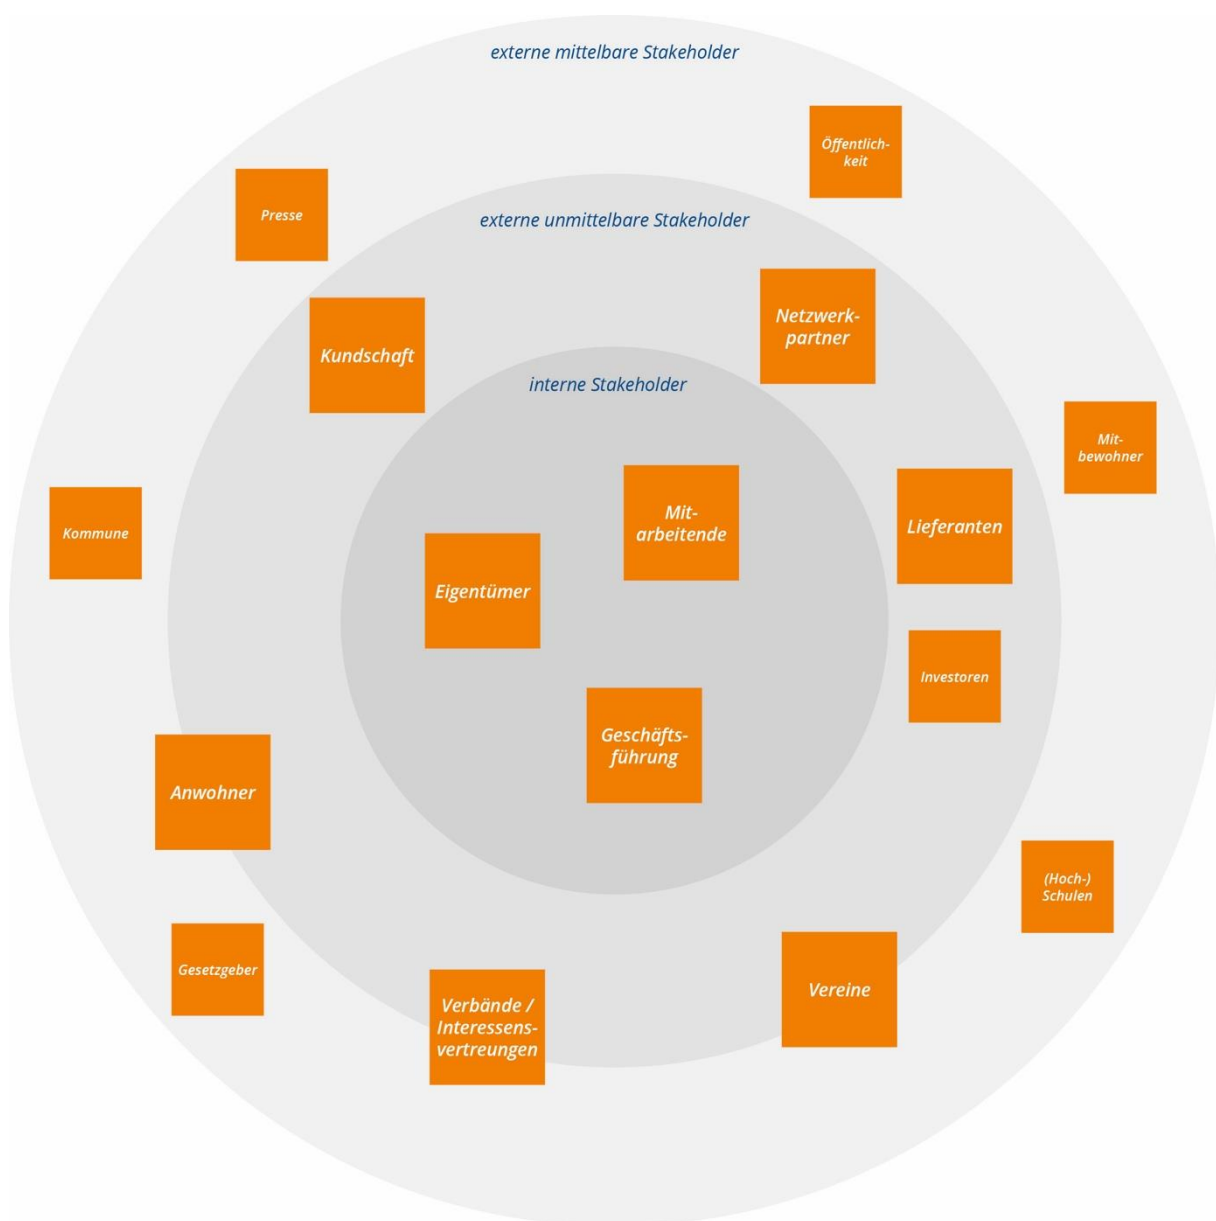 externe mittelbare Stakeholder
Öffentlich-
keit
Presse
externe unmittelbare Stakeholder
Netzwerk-
partner
Kundschaft
interne Stakeholder
Mit-
bewohner
Mit-
arbeitende
Lieferanten
Kommune
Eigentümer
Investoren
Geschäfts-
führung
Anwohner
(Hoch-)
Schulen
Gesetzgeber
Vereine
Verbände /
Interessens-
vertreungen